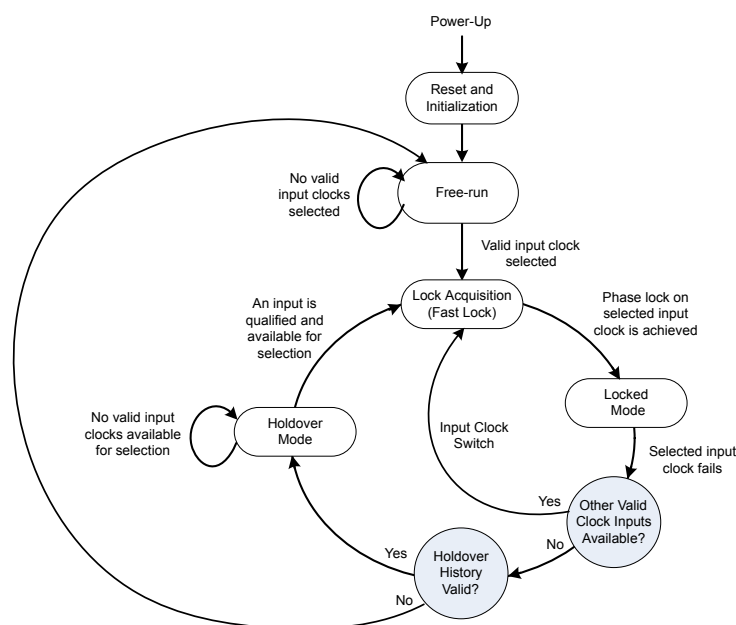 Power-Up
Reset and
Initialization
No valid
input clocks
selected
Free-run
Valid input clock
selected
Lock Acquisition
(Fast Lock)
An input is
qualified and
available for
selection
Phase lock on
selected input
clock is achieved
No valid input
clocks available
for selection
Holdover
Mode
Input Clock
Switch
Locked
Mode
Selected input
clock fails
Yes
Other Valid
Clock Inputs
Available?
No
Yes
Holdover
History
Valid?
No